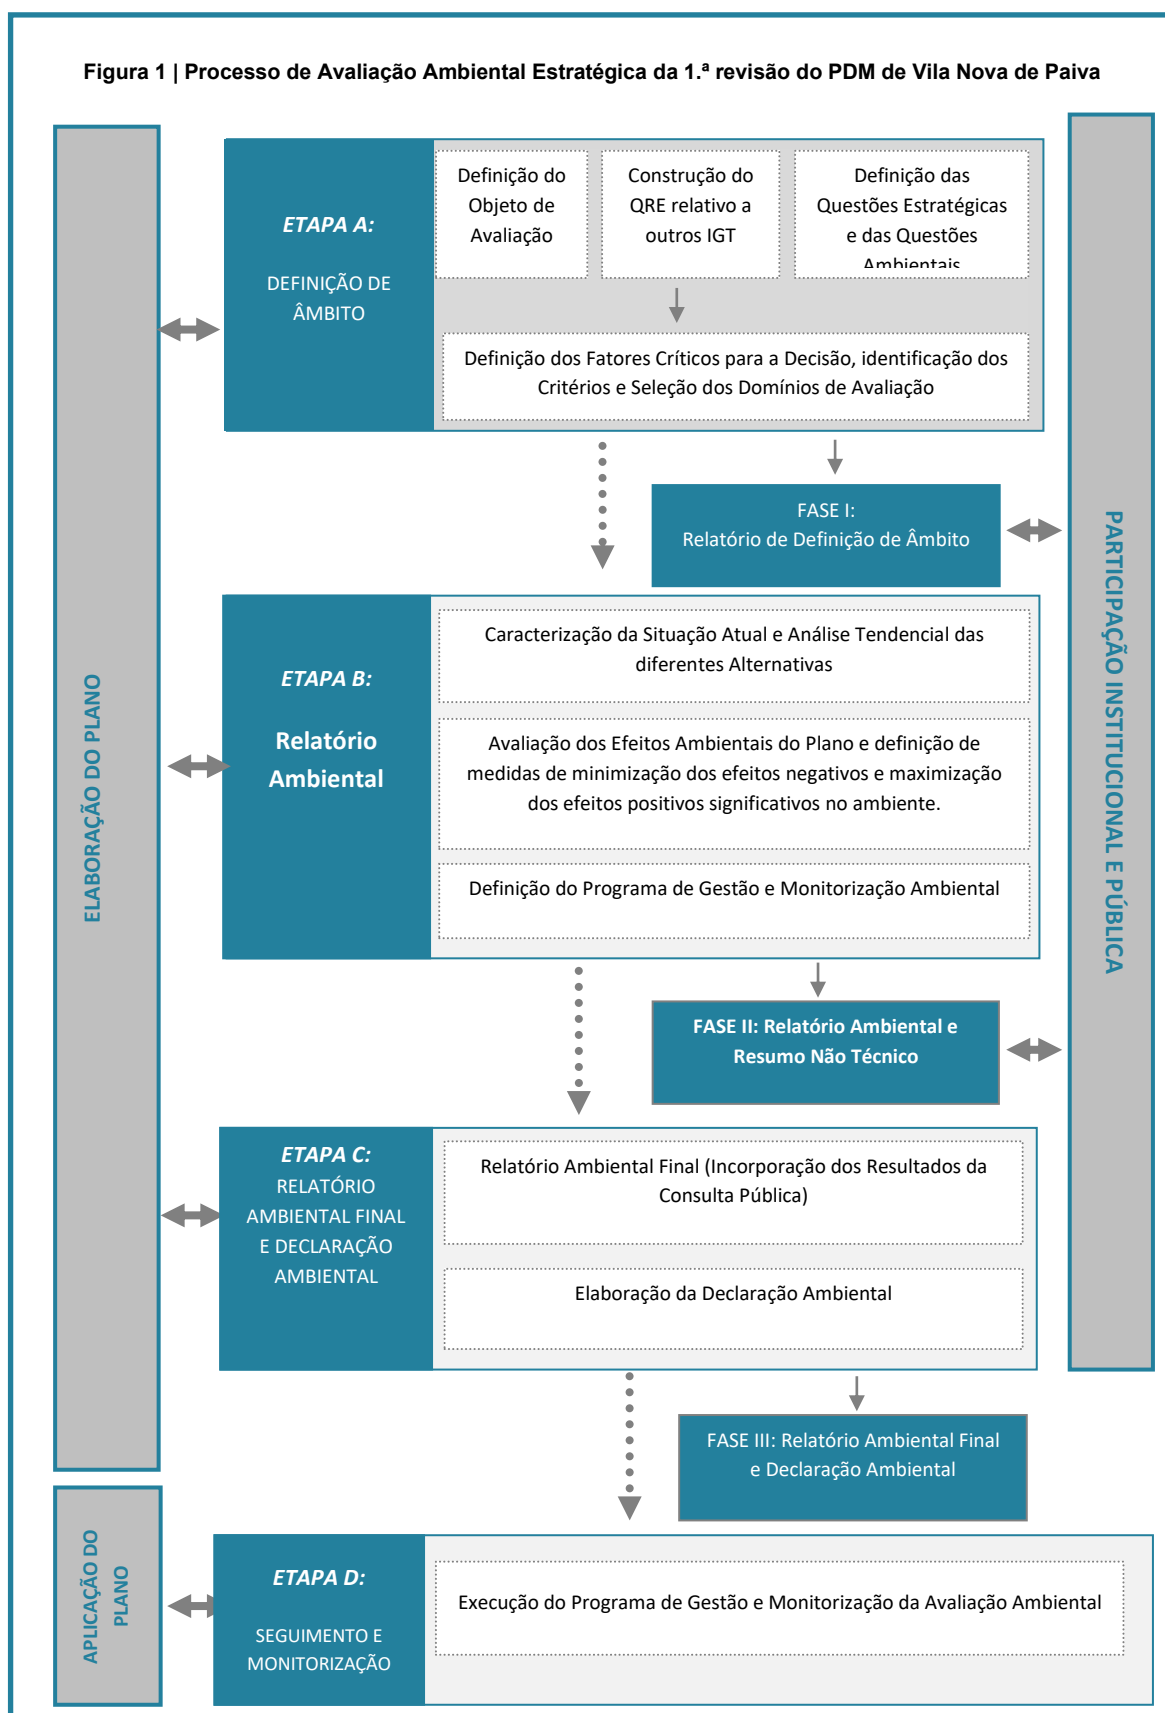 Figura 1 | Processo de Avaliação Ambiental Estratégica da 1.ª revisão do PDM de Vila Nova de Paiva
ELABORAÇÃO DO PLANO
PARTICIPAÇÃO INSTITUCIONAL E PÚBLICA
ETAPA A:
DEFINIÇÃO DE
ÂMBITO
Definição do
Objeto de
Avaliação
Construção do
QRE relativo a
outros IGT
Definição das
Questões Estratégicas
e das Questões
Ambientais
Definição dos Fatores Críticos para a Decisão, identificação dos
Critérios e Seleção dos Domínios de Avaliação
FASE I:
Relatório de Definição de Âmbito
ETAPA B:
Relatório
Ambiental
Caracterização da Situação Atual e Análise Tendencial das
diferentes Alternativas
Avaliação dos Efeitos Ambientais do Plano e definição de
medidas de minimização dos efeitos negativos e maximização
dos efeitos positivos significativos no ambiente.
Definição do Programa de Gestão e Monitorização Ambiental
FASE II: Relatório Ambiental e
Resumo Não Técnico
ETAPA C:
RELATÓRIO
AMBIENTAL FINAL
E DECLARAÇÃO
AMBIENTAL
Relatório Ambiental Final (Incorporação dos Resultados da
Consulta Pública)
Elaboração da Declaração Ambiental
FASE III: Relatório Ambiental Final
e Declaração Ambiental
APLICAÇÃO DO
PLANO
ETAPA D:
SEGUIMENTO E
MONITORIZAÇÃO
Execução do Programa de Gestão e Monitorização da Avaliação Ambiental